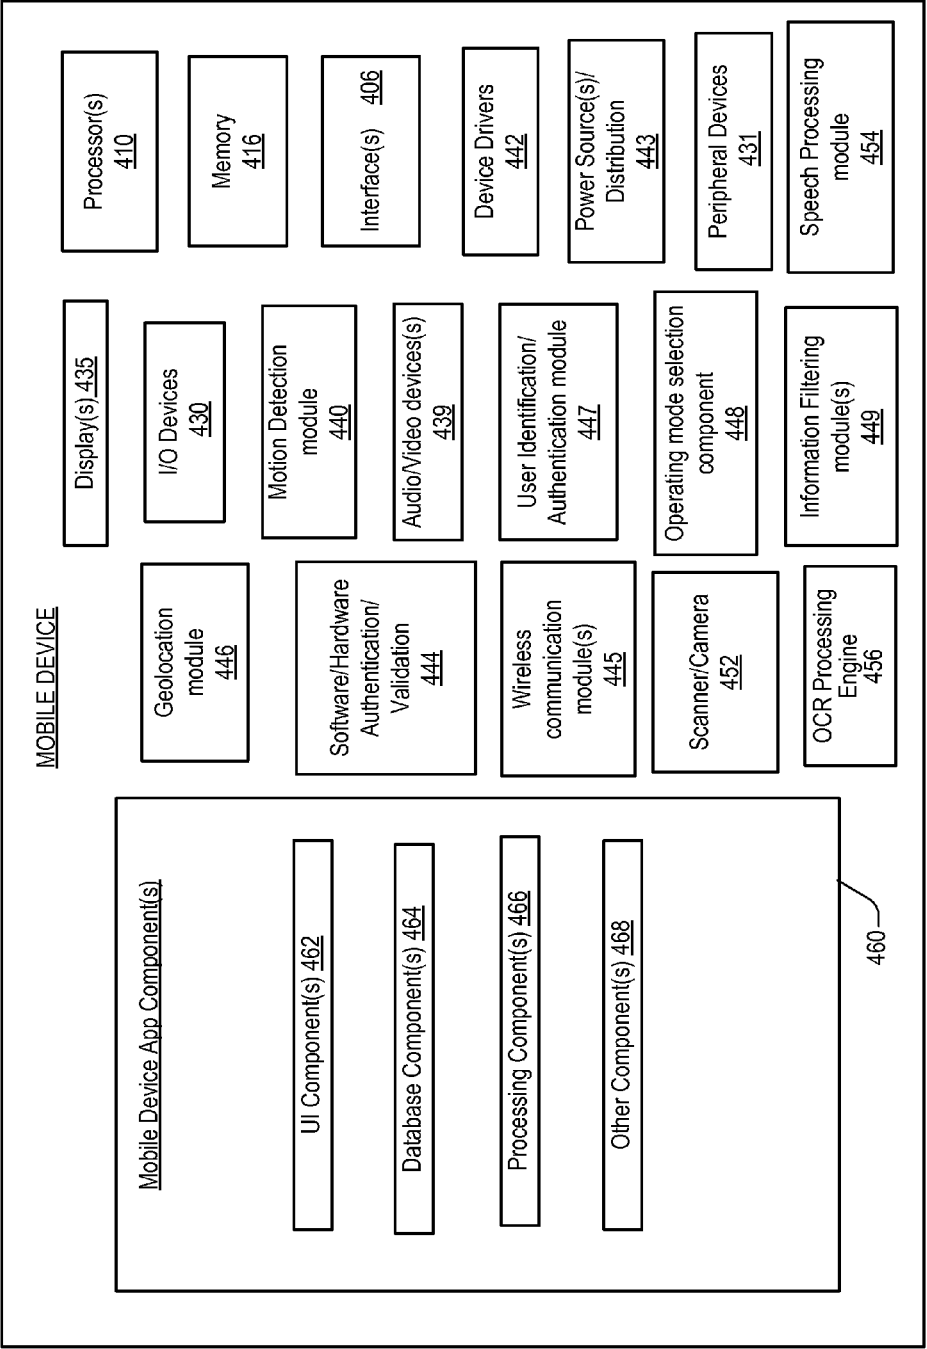 MOBILE DEVICE
Mobile Device App Component(s)
UI Component(s) 462
Database Component(s) 464
Processing Component(s) 466
Other Component(s) 468
460
Geolocation
module
446
Software/Hardware
Authentication/
Validation
444
Wireless
communication
module(s)
445
Scanner/Camera
452
OCR Processing
Engine
456
Display(s) 435
I/O Devices
430
Motion Detection
module
440
Audio/Video devices(s)
439
User Identification/
Authentication module
447
Operating mode selection
component
448
Information Filtering
module(s)
449
Processor(s)
410
Memory
416
Interface(s) 406
Device Drivers
442
Power Source(s)/
Distribution
443
Peripheral Devices
431
Speech Processing
module
454